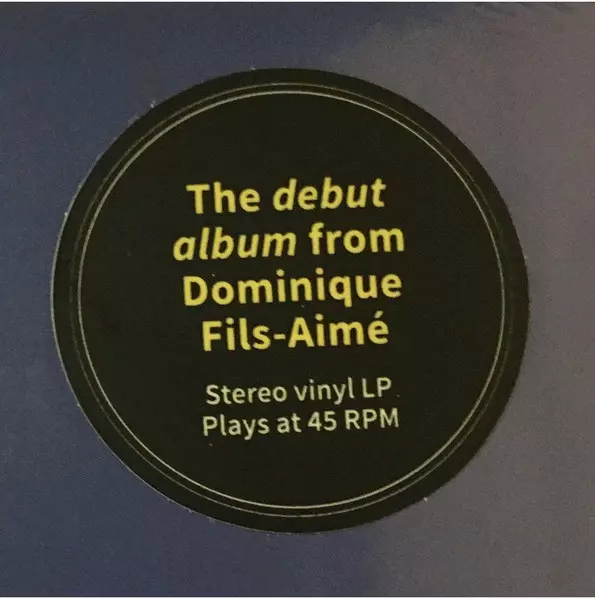 The debut
album from
Dominique
Fils-Aimé
Stereo vinyl LP
Plays at 45 RPM